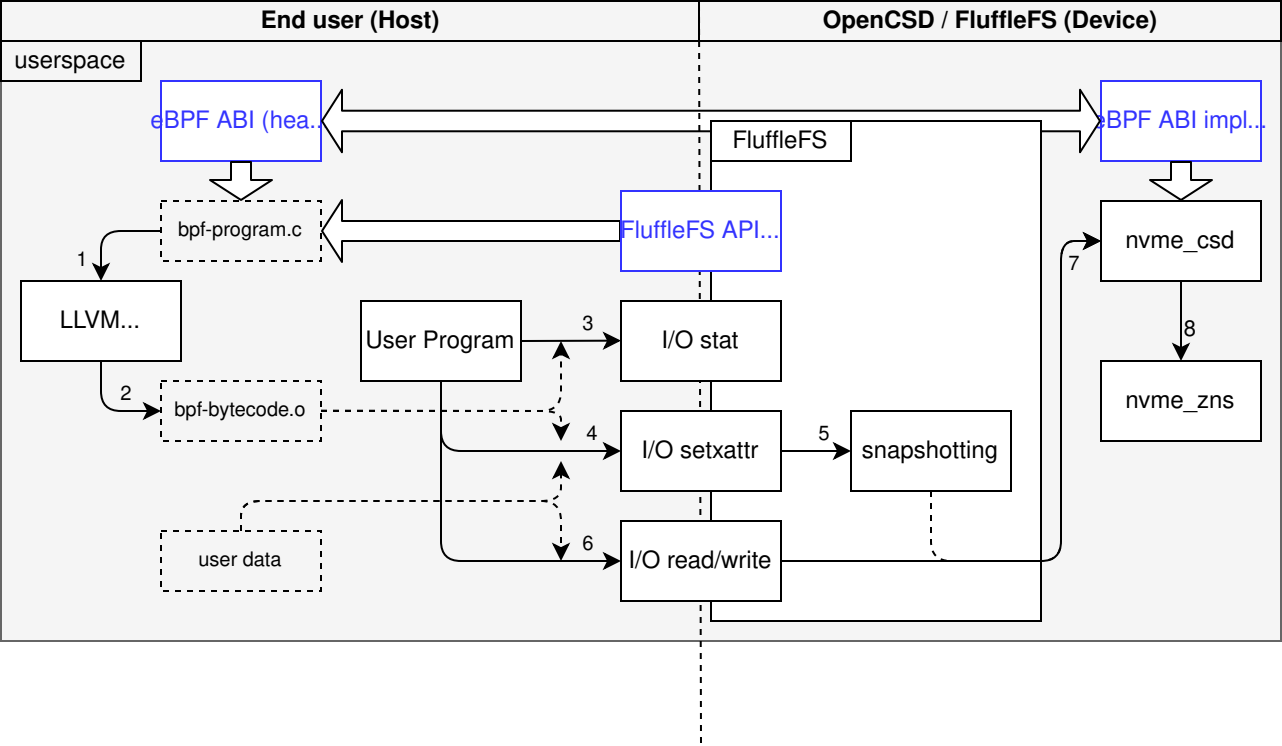 End user (Host)
OpenCSD / FluffleFS (Device)
userspace
eBPF ABI (hea...
eBPF ABI impl...
FluffleFS
bpf-program.c
FluffleFS API...
nvme_csd
1
7
LLVM...
User Program
3
I/O stat
8
2
bpf-bytecode.o
nvme_zns
4
I/O setxattr
5
snapshotting
user data
6
I/O read/write